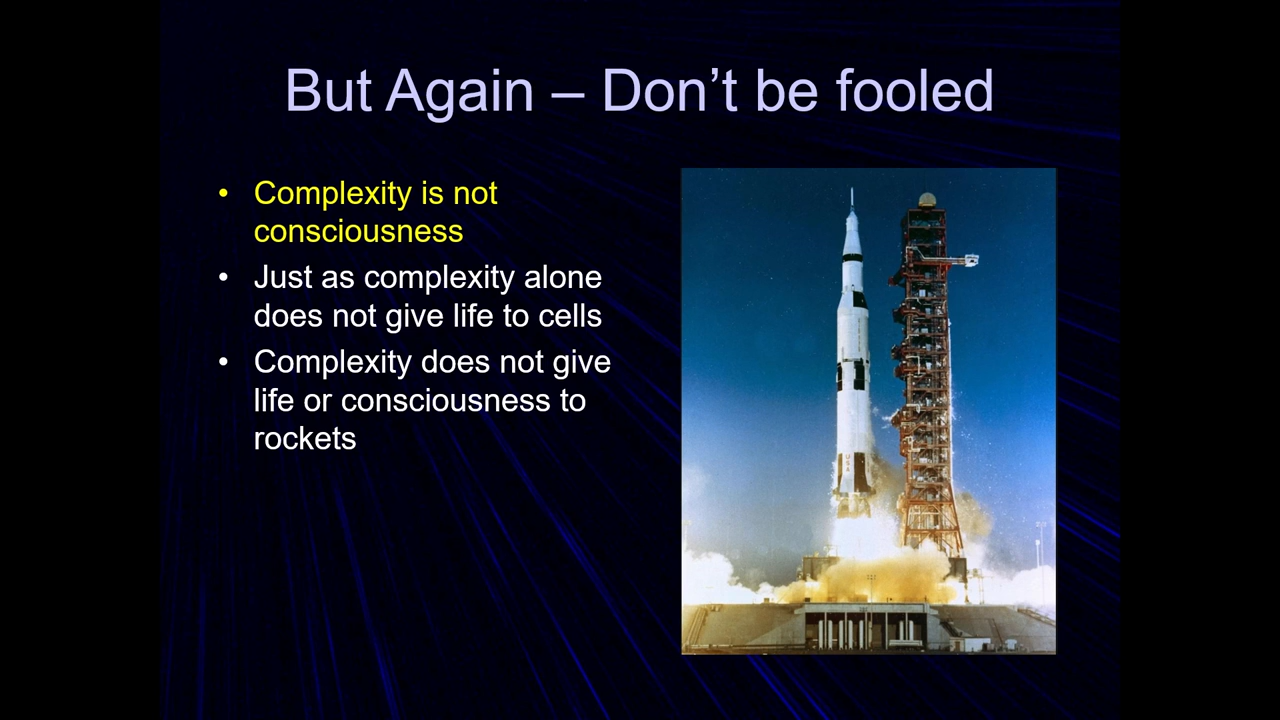 But Again – Don’t be fooled
• Complexity is not
consciousness
• Just as complexity alone
does not give life to cells
• Complexity does not give
life or consciousness to
rockets
USA